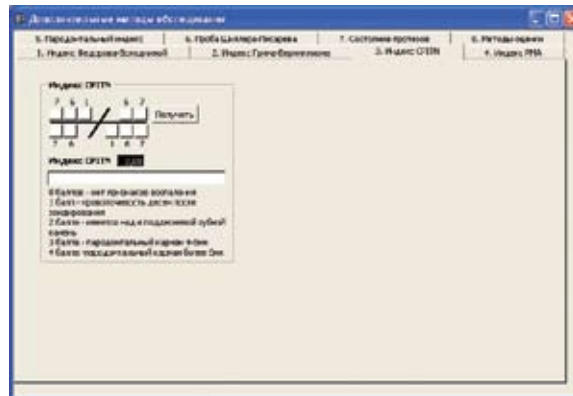 Дополнительные методы обследования
5. Пародонтальный индекс 6. Проба Шиллера-Писарева 7. Состояние протезов 8. Методы оценки
1. Индекс Федорова-Володкиной 2. Индекс Грина-Вермиллиона 3. Индекс CPITN 4. Индекс PMA
Индекс CPITN
7 6 1 6 7
Получить
7 6 1 6 7
Индекс CPITN
0 баллов - нет признаков воспаления
1 балл - кровоточивость десен после
зондирования
2 балла - имеется над и поддесневой зубной
камень
3 балла - пародонтальный карман 4-5мм
4 балла пародонтальный карман более 6мм